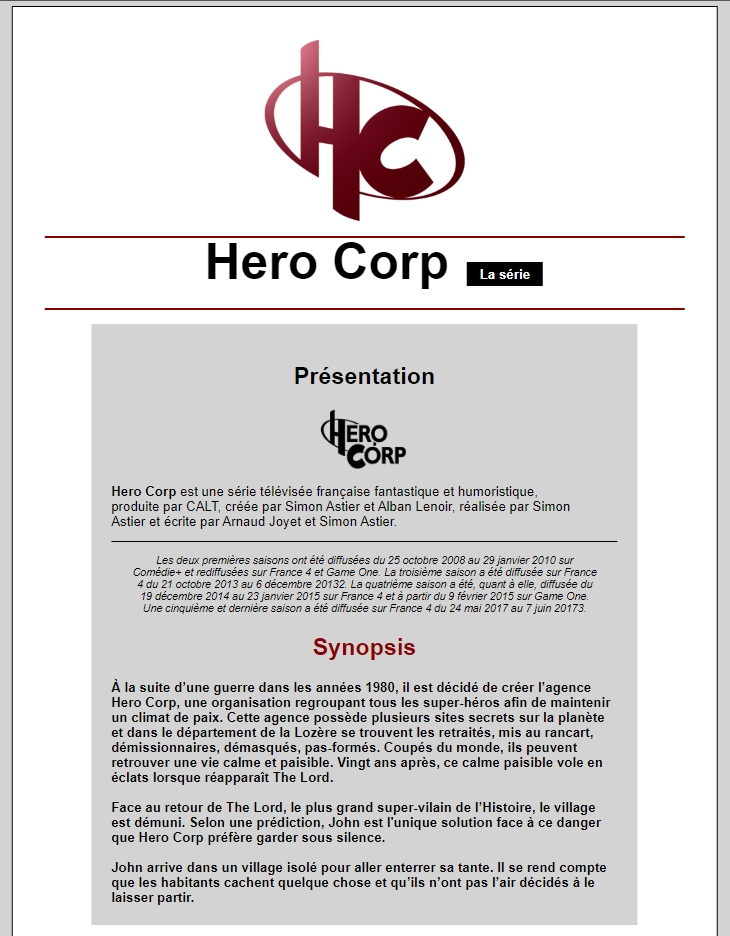 HC
Hero Corp La série
Présentation
HERO
CORP
Hero Corp est une série télévisée française fantastique et humoristique,
produite par CALT, créée par Simon Astier et Alban Lenoir, réalisée par Simon
Astier et écrite par Arnaud Joyet et Simon Astier.
Les deux premières saisons ont été diffusées du 25 octobre 2008 au 29 janvier 2010 sur
Comédie+ et rediffusées sur France 4 et Game One. La troisième saison a été diffusée sur France
4 du 21 octobre 2013 au 6 décembre 20132. La quatrième saison a été, quant à elle, diffusée du
19 décembre 2014 au 23 janvier 2015 sur France 4 et à partir du 9 février 2015 sur Game One.
Une cinquième et dernière saison a été diffusée sur France 4 du 24 mai 2017 au 7 juin 20173.
Synopsis
À la suite d’une guerre dans les années 1980, il est décidé de créer l’agence
Hero Corp, une organisation regroupant tous les super-héros afin de maintenir
un climat de paix. Cette agence possède plusieurs sites secrets sur la planète
et dans le département de la Lozère se trouvent les retraités, mis au rancart,
démissionnaires, démasqués, pas-formés. Coupés du monde, ils peuvent
retrouver une vie calme et paisible. Vingt ans après, ce calme paisible vole en
éclats lorsque réapparaît The Lord.
Face au retour de The Lord, le plus grand super-vilain de l’Histoire, le village
est démuni. Selon une prédiction, John est l'unique solution face à ce danger
que Hero Corp préfère garder sous silence.
John arrive dans un village isolé pour aller enterrer sa tante. Il se rend compte
que les habitants cachent quelque chose et qu’ils n’ont pas l’air décidés à le
laisser partir.